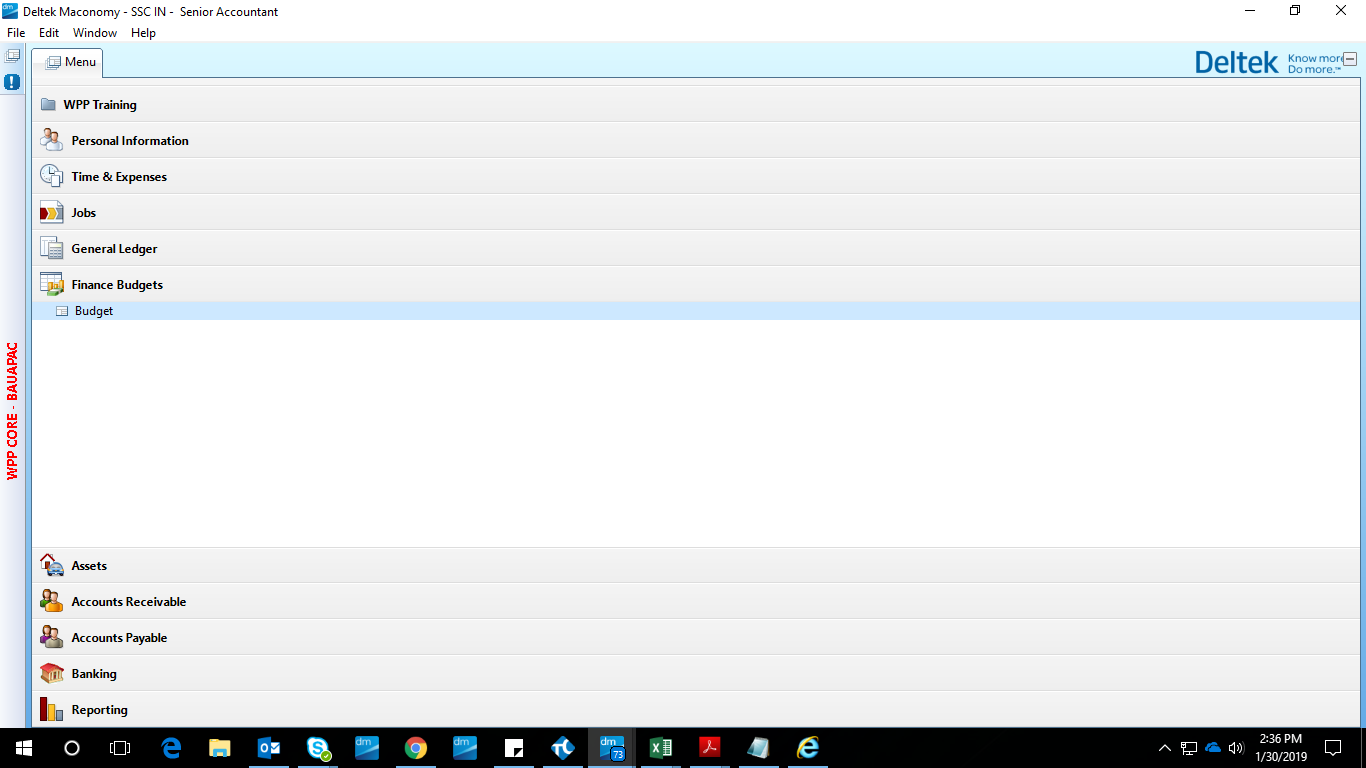 Deltek Maconomy - SSC IN - Senior Accountant
File Edit Window Help
Menu
Deltek Know more
Do more.™
WPP Training
Personal Information
Time & Expenses
Jobs
General Ledger
Finance Budgets
Budget
WPP CORE - BAUAPAC
Assets
Accounts Receivable
Accounts Payable
Banking
Reporting
dm
dm
dm
73
2:36 PM
1/30/2019